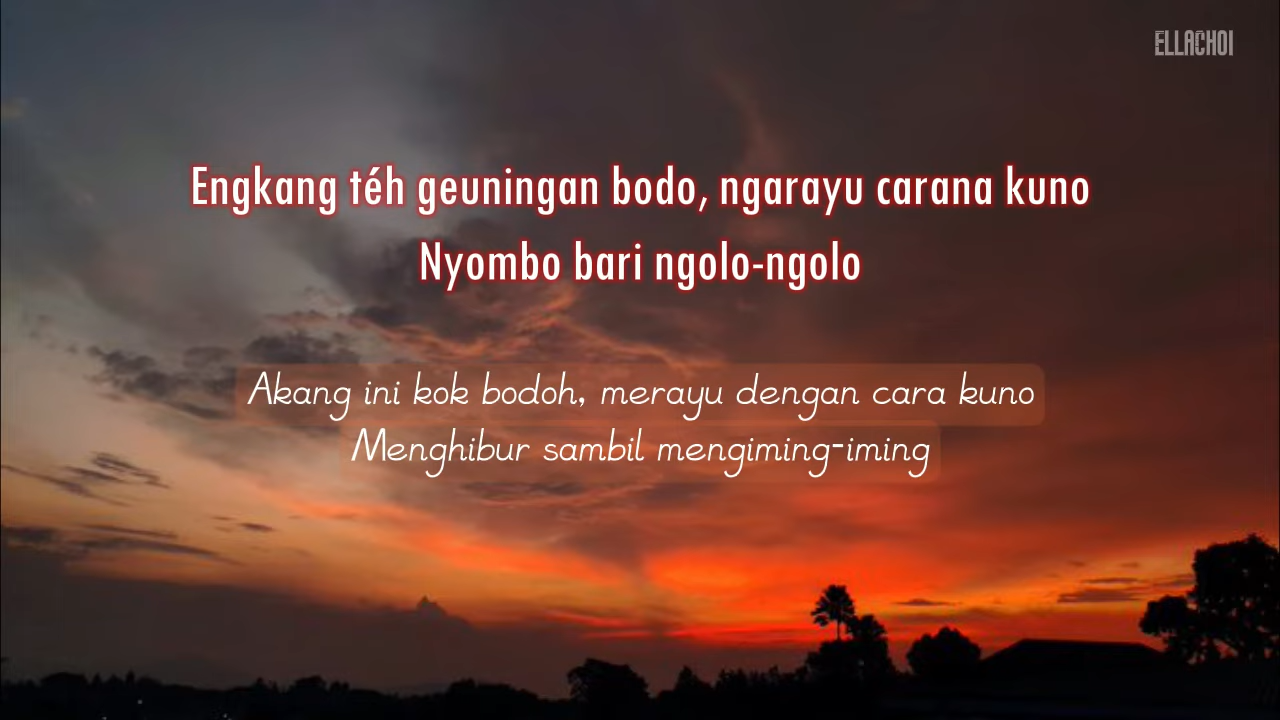 ELLACHOI
Engkang téh geuningan bodo, ngarayu carana kuno
Nyombo bari ngolo-ngolo
Akang ini kok bodoh, merayu dengan cara kuno
Menghibur sambil mengiming-iming